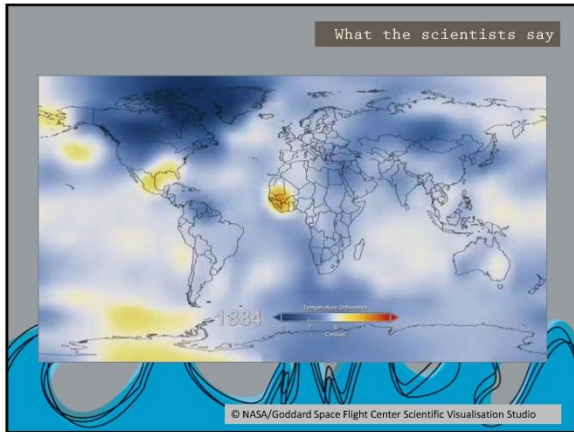 What the scientists say
1884
Temperature Difference
Celsius
© NASA/Goddard Space Flight Center Scientific Visualisation Studio